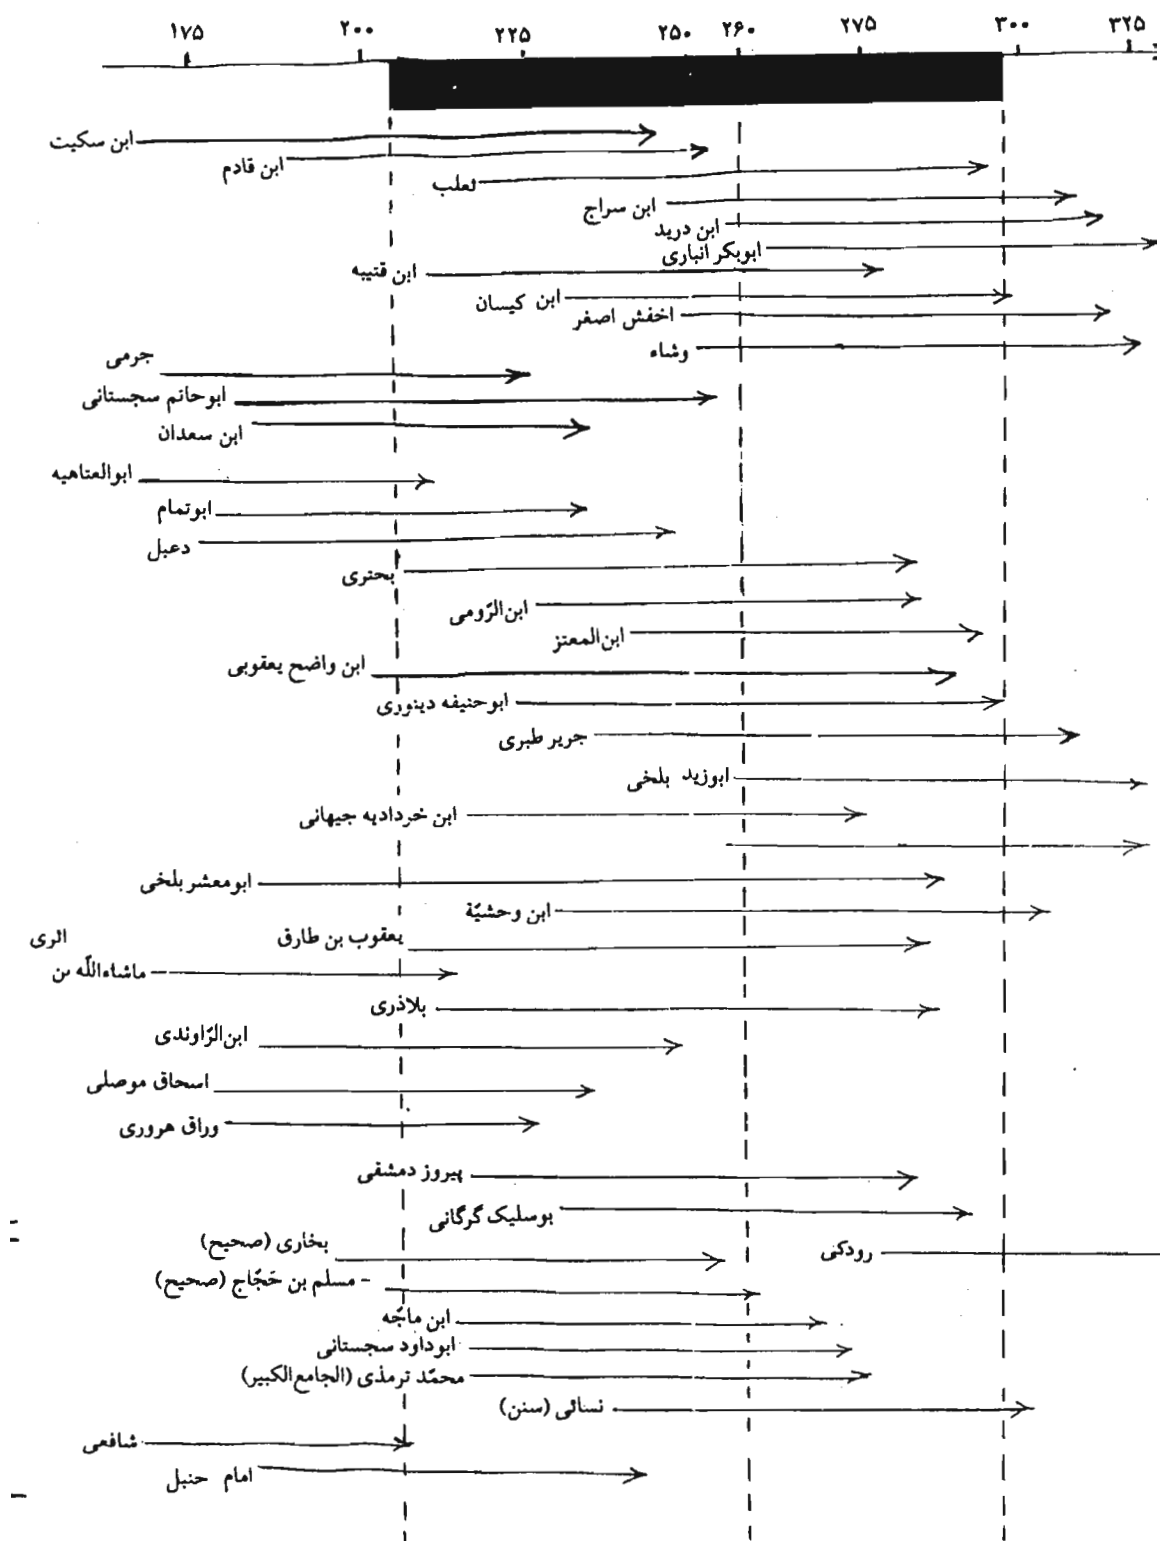 ۱۷۵ ۲۰۰ ۲۲۵ ۲۵۰ ۲۶۰ ۲۷۵ ۳۰۰ ۳۲۵
ابن سکیت
ابن قادم
ثعلب
ابن سراج
ابن درید
ابوبکر انباری
ابن قتیبه
ابن کیسان
اخفش اصغر
وشاء
جرمی
ابوحاتم سجستانی
ابن سعدان
ابوالعتاهیه
ابوتمام
دعبل
بحتری
ابن‌الرّومی
ابن‌المعتز
ابن واضح یعقوبی
ابوحنیفه دینوری
جریر طبری
ابوزید بلخی
ابن خردادبه جیهانی
ابومعشر بلخی
ابن وحشیّة
یعقوب بن طارق
اثری
ماشاءاللّه بن
بلاذری
ابن‌الرّاوندی
اسحاق موصلی
وراق هروری
پیروز دمشقی
بوسلیک گرگانی
رودکی
بخاری (صحیح)
- مسلم بن حَجّاج (صحیح)
ابن ماجّه
ابوداود سجستانی
محمّد ترمذی (الجامع‌الکبیر)
نسائی (سنن)
شافعی
امام حنبل